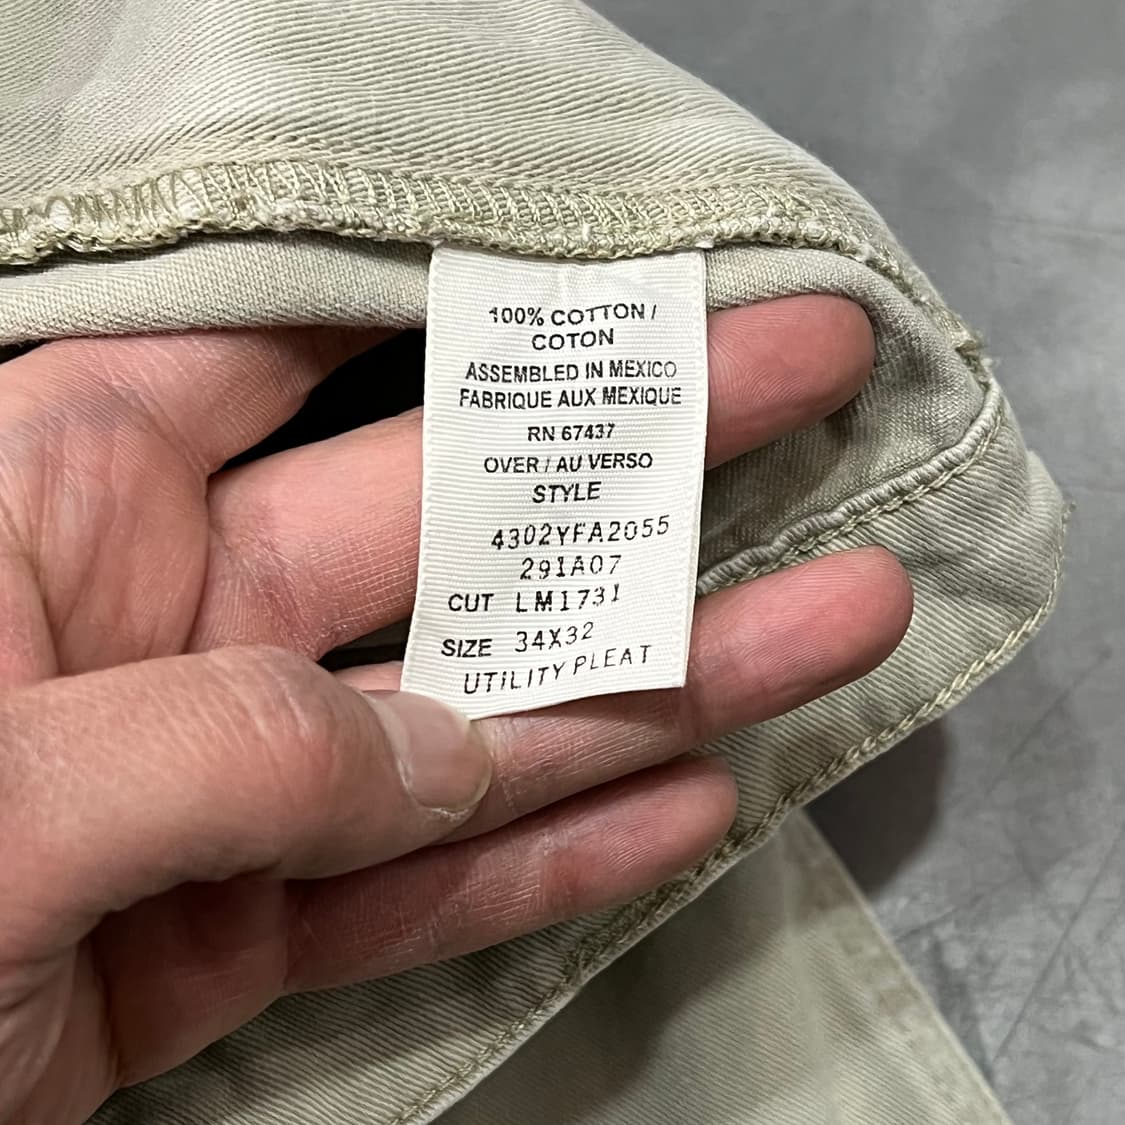 100% COTTON /
COTON
ASSEMBLED IN MEXICO
FABRIQUE AUX MEXIQUE
RN 67437
OVER / AU VERSO
STYLE
4302YFA2055
291A07
CUT LM1731
SIZE 34X32
UTILITY PLEAT